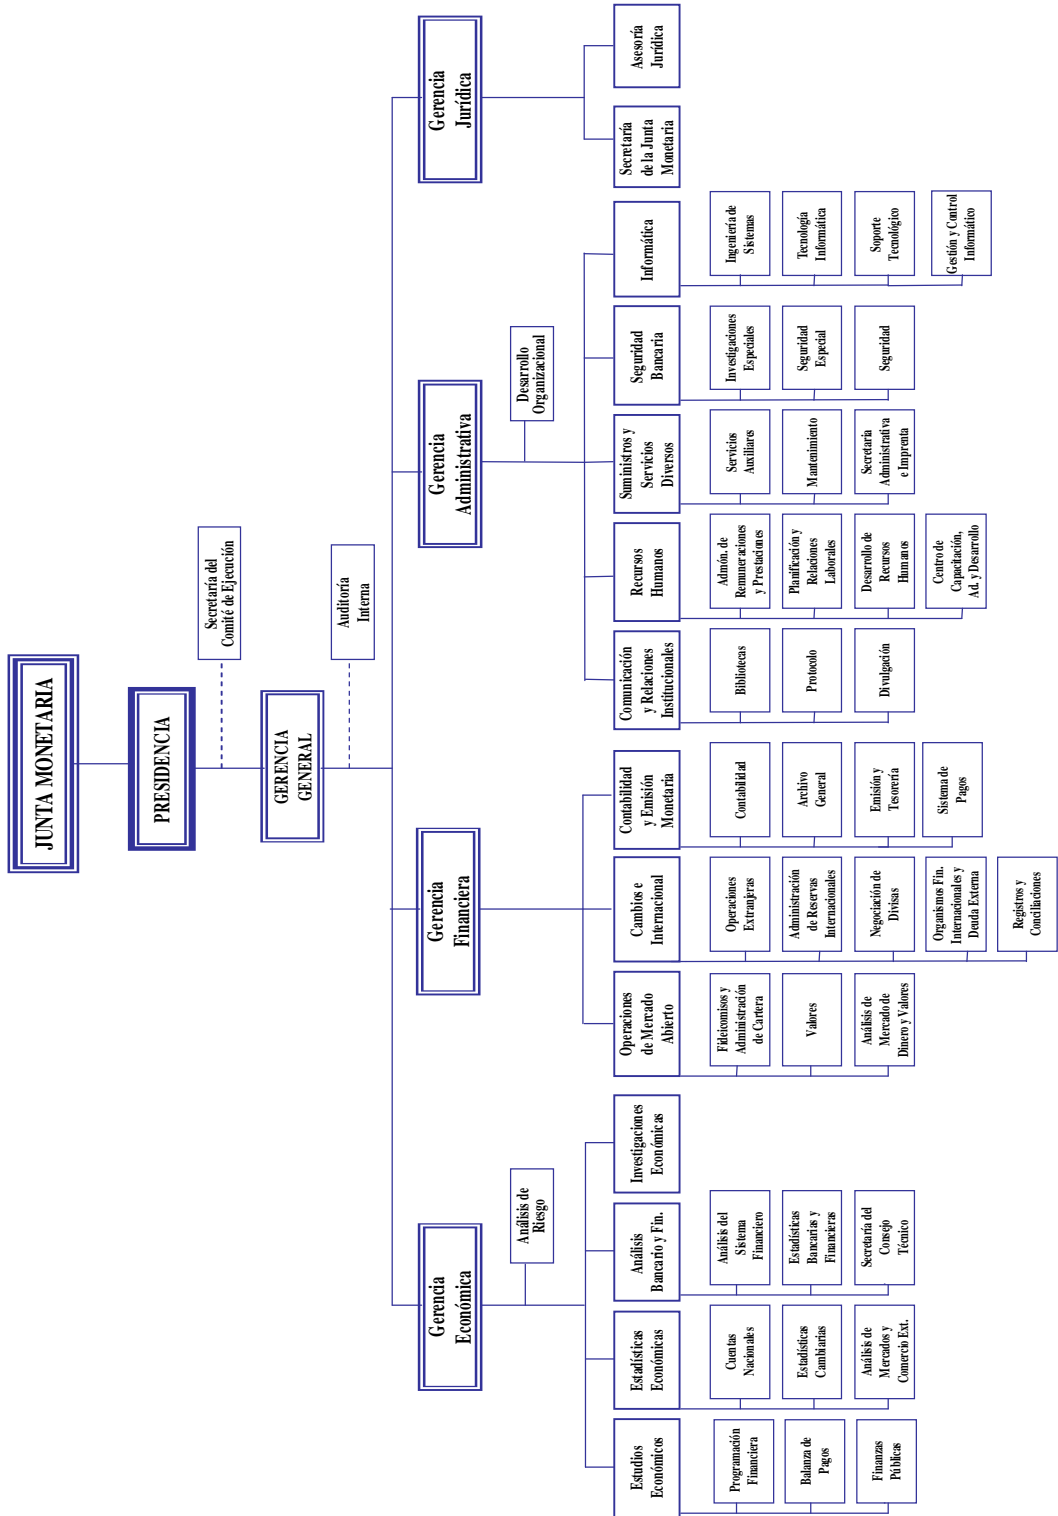 JUNTA MONETARIA
PRESIDENCIA
Secretaría del
Comité de Ejecución
GERENCIA
GENERAL
Auditoría
Interna
Gerencia
Económica
Gerencia
Financiera
Gerencia
Administrativa
Gerencia
Jurídica
Análisis de
Riesgo
Desarrollo
Organizacional
Estudios
Económicos
Programación
Financiera
Balanza de
Pagos
Finanzas
Públicas
Estadísticas
Económicas
Cuentas
Nacionales
Estadísticas
Cambiarias
Análisis de
Mercados y
Comercio Ext.
Análisis
Bancario y Fin.
Análisis del
Sistema
Financiero
Estadísticas
Bancarias y
Financieras
Secretaría del
Consejo
Técnico
Investigaciones
Económicas
Operaciones
de Mercado
Abierto
Fideicomisos y
Administración
de Cartera
Valores
Análisis de
Mercado de
Dinero y Valores
Cambios e
Internacional
Operaciones
Extranjeras
Administración
de Reservas
Internacionales
Negociación de
Divisas
Organismos Fin.
Internacionales y
Deuda Externa
Registros y
Conciliaciones
Contabilidad
y Emisión
Monetaria
Contabilidad
Archivo
General
Emisión y
Tesorería
Sistema de
Pagos
Comunicación
y Relaciones
Institucionales
Bibliotecas
Protocolo
Divulgación
Recursos
Humanos
Admón. de
Remuneraciones
y Prestaciones
Planificación y
Relaciones
Laborales
Desarrollo de
Recursos
Humanos
Centro de
Capacitación,
Ad. y Desarrollo
Suministros y
Servicios
Diversos
Servicios
Auxiliares
Mantenimiento
Secretaría
Administrativa
e Imprenta
Seguridad
Bancaria
Investigaciones
Especiales
Seguridad
Especial
Seguridad
Informática
Ingeniería de
Sistemas
Tecnología
Informática
Soporte
Tecnológico
Gestión y Control
Informático
Secretaría
de la Junta
Monetaria
Asesoría
Jurídica